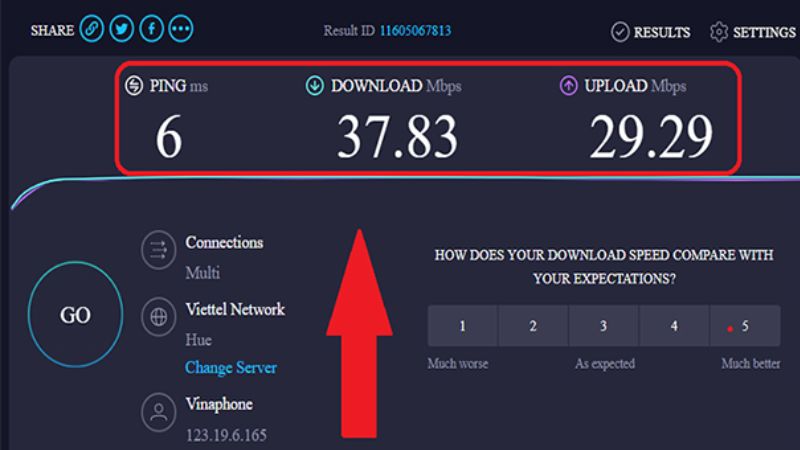 SHARE
Result ID 11605067813
RESULTS
SETTINGS
PING ms
DOWNLOAD Mbps
UPLOAD Mbps
6
37.83
29.29
Connections
Multi
Viettel Network
Hue
Change Server
Vinaphone
123.19.6.165
GO
HOW DOES YOUR DOWNLOAD SPEED COMPARE WITH
YOUR EXPECTATIONS?
1
2
3
4
5
Much worse
As expected
Much better